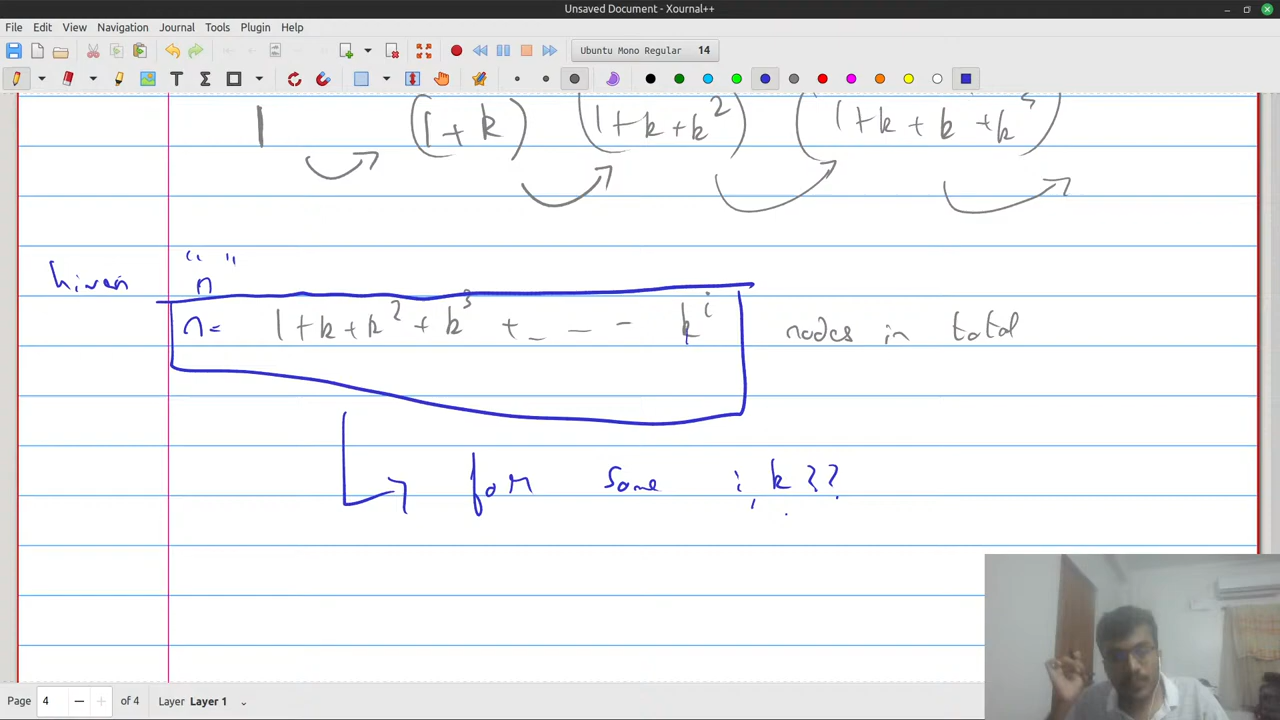 Unsaved Document - Xournal++
File Edit View Navigation Journal Tools Plugin Help
Ubuntu Mono Regular 14
1 (1+k) (1+k+k² ) (1+k+k +k³ )
Given "n"
n= 1+k+k²+k³ + _ _ - k^i nodes in total
for some i, k??
Page 4 of 4 Layer Layer 1